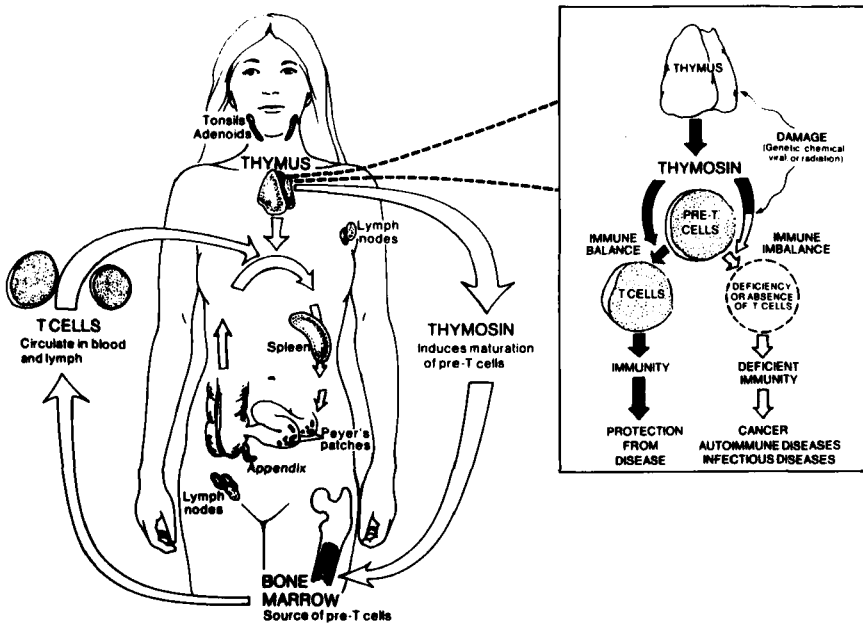 Tonsils
Adenoids
THYMUS
Lymph
nodes
T CELLS
Circulate in blood
and lymph
THYMOSIN
Induces maturation
of pre-T cells
Spleen
Peyer's
patches
Appendix
Lymph
nodes
BONE
MARROW
Source of pre-T cells
THYMUS
DAMAGE
(Genetic chemical
viral or radiation)
THYMOSIN
PRE-T
CELLS
IMMUNE
BALANCE
IMMUNE
IMBALANCE
T CELLS
DEFICIENCY
OR ABSENCE
OF T CELLS
IMMUNITY
DEFICIENT
IMMUNITY
PROTECTION
FROM
DISEASE
CANCER
AUTOIMMUNE DISEASES
INFECTIOUS DISEASES